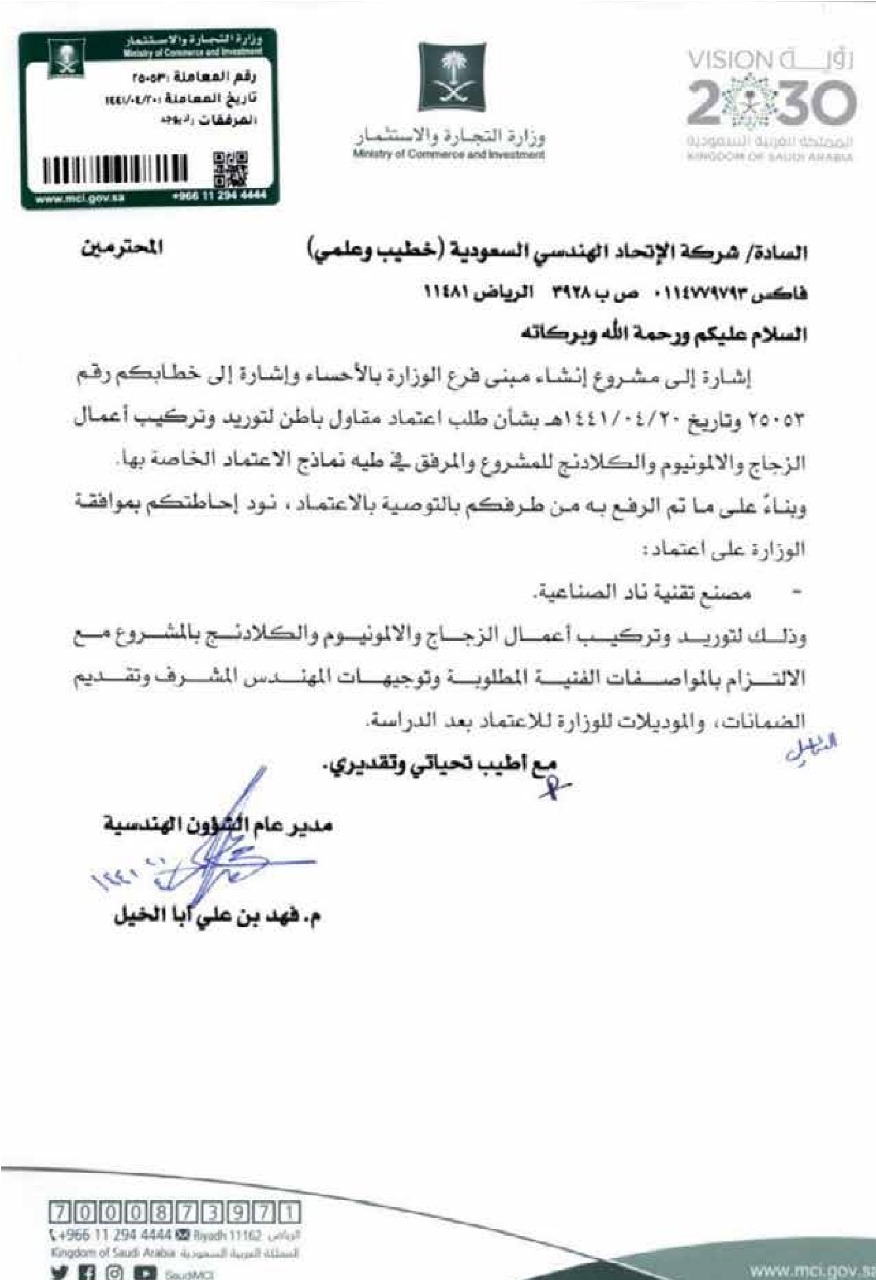 وزارة التجارة والاستثمار
Ministry of Commerce and Investment
رقم المعاملة :٢٥٠٥٣
تاريخ المعاملة :١٤٤١/٠٤/٢٠
المرفقات :لا يوجد
www.mci.gov.sa +966 11 294 4444
وزارة التجارة والاستثمار
Ministry of Commerce and Investment
VISION رؤية
2030
المملكة العربية السعودية
KINGDOM OF SAUDI ARABIA
السادة/ شركة الإتحاد الهندسي السعودية (خطيب وعلمي) المحترمين
فاكس ٠١١٤٧٧٩٧٩٣ ص ب ٣٩٢٨ الرياض ١١٤٨١
السلام عليكم ورحمة الله وبركاته
إشارة إلى مشروع إنشاء مبنى فرع الوزارة بالأحساء وإشارة إلى خطابكم رقم
٢٥٠٥٣ وتاريخ ١٤٤١/٠٤/٢٠هـ بشأن طلب اعتماد مقاول باطن لتوريد وتركيب أعمال
الزجاج والالمونيوم والكلادنج للمشروع والمرفق في طيه نماذج الاعتماد الخاصة بها.
وبناءً على ما تم الرفع به من طرفكم بالتوصية بالاعتماد، نود إحاطتكم بموافقة
الوزارة على اعتماد:
- مصنع تقنية ناد الصناعية.
وذلك لتوريد وتركيب أعمال الزجاج والالمونيوم والكلادنج بالمشروع مع
الالتزام بالمواصفات الفنية المطلوبة وتوجيهات المهندس المشرف وتقديم
الضمانات، والموديلات للوزارة للاعتماد بعد الدراسة.
مع أطيب تحياتي وتقديري.
مدير عام الشؤون الهندسية
م. فهد بن علي أبا الخيل
7000873971
+966 11 294 4444 Riyadh 11162 الرياض
Kingdom of Saudi Arabia المملكة العربية السعودية
SaudiMCI
www.mci.gov.sa